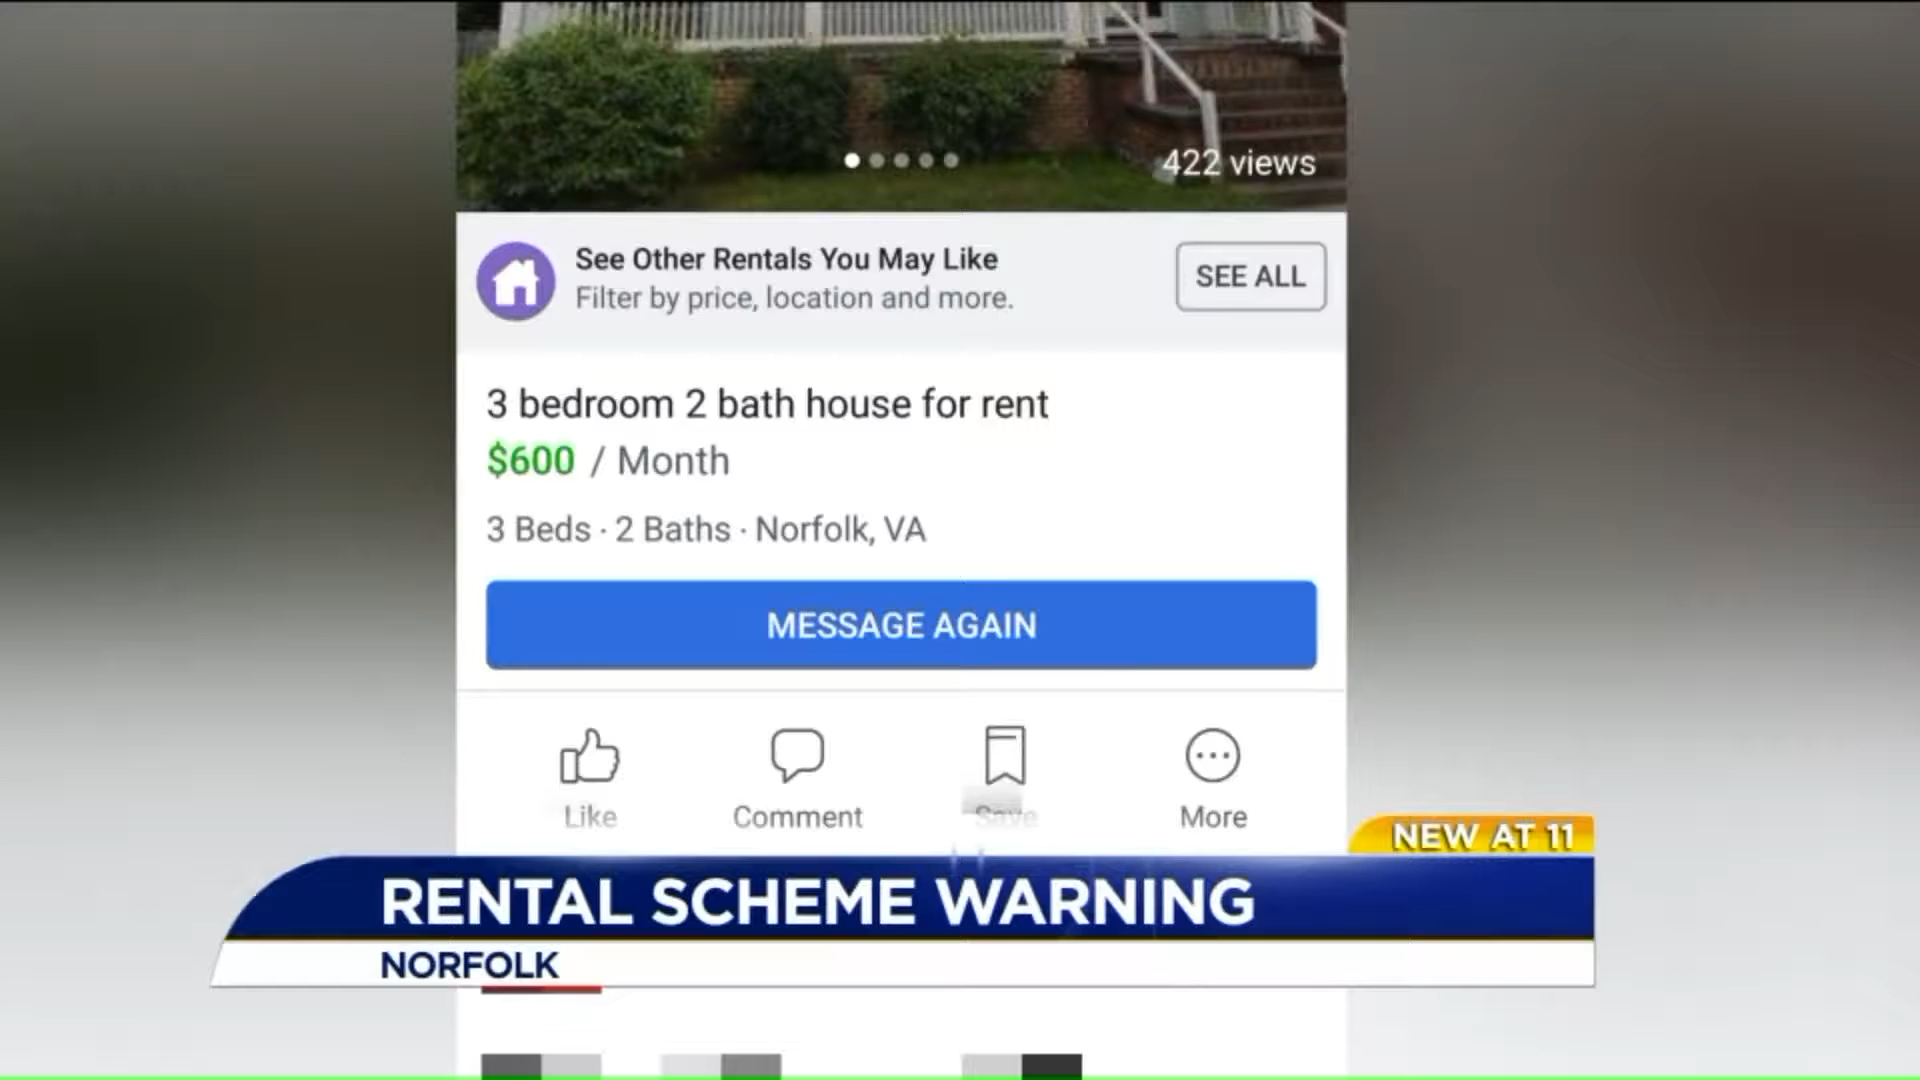 422 views
See Other Rentals You May Like
Filter by price, location and more.
SEE ALL
3 bedroom 2 bath house for rent
$600 / Month
3 Beds · 2 Baths · Norfolk, VA
MESSAGE AGAIN
Like
Comment
Save
More
NEW AT 11
RENTAL SCHEME WARNING
NORFOLK